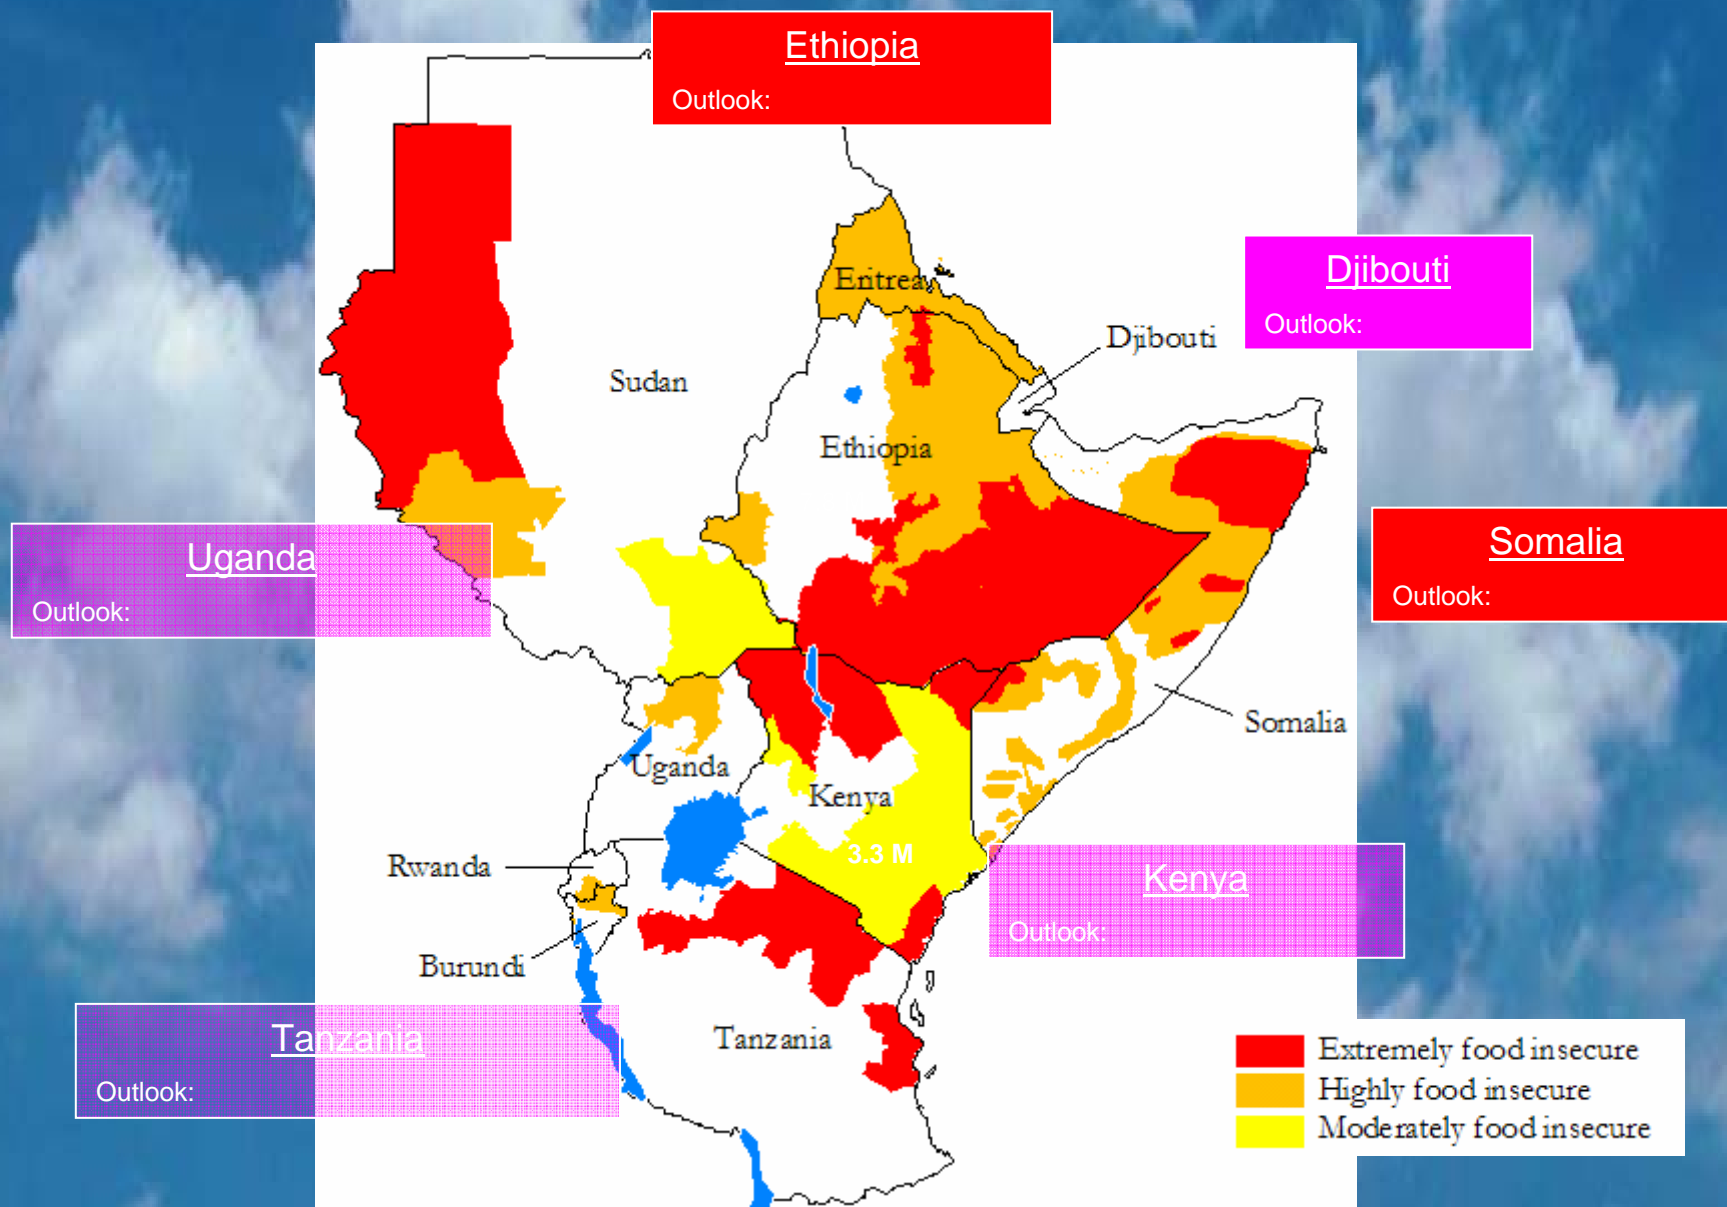 Ethiopia
Outlook:
Djibouti
Outlook:
Eritrea
Djibouti
Sudan
Ethiopia
Uganda
Outlook:
Somalia
Outlook:
Somalia
Uganda
Kenya
3.3 M
Rwanda
Kenya
Outlook:
Burundi
Tanzania
Outlook:
Tanzania
Extremely food insecure
Highly food insecure
Moderately food insecure